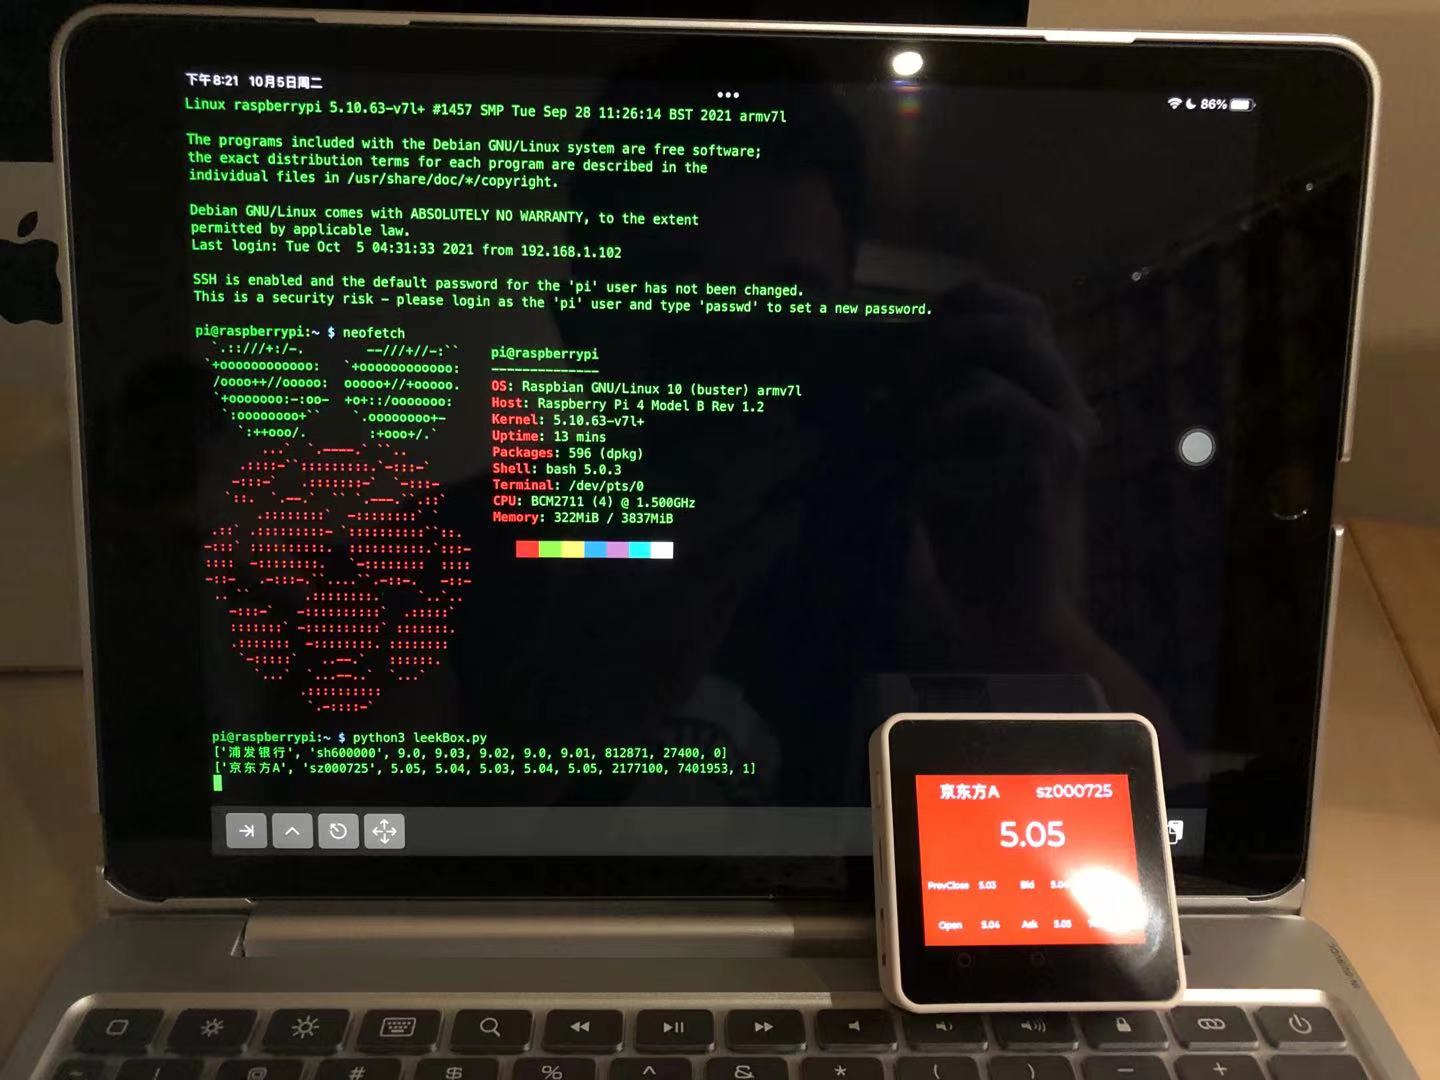 下午8:21 10月5日周二
86%
Linux raspberrypi 5.10.63-v7l+ #1457 SMP Tue Sep 28 11:26:14 BST 2021 armv7l
The programs included with the Debian GNU/Linux system are free software;
the exact distribution terms for each program are described in the
individual files in /usr/share/doc/*/copyright.
Debian GNU/Linux comes with ABSOLUTELY NO WARRANTY, to the extent
permitted by applicable law.
Last login: Tue Oct  5 04:31:33 2021 from 192.168.1.102
SSH is enabled and the default password for the 'pi' user has not been changed.
This is a security risk - please login as the 'pi' user and type 'passwd' to set a new password.
pi@raspberrypi:~ $ neofetch
pi@raspberrypi
--------------
OS: Raspbian GNU/Linux 10 (buster) armv7l
Host: Raspberry Pi 4 Model B Rev 1.2
Kernel: 5.10.63-v7l+
Uptime: 13 mins
Packages: 596 (dpkg)
Shell: bash 5.0.3
Terminal: /dev/pts/0
CPU: BCM2711 (4) @ 1.500GHz
Memory: 322MiB / 3837MiB
pi@raspberrypi:~ $ python3 leekBox.py
['浦发银行', 'sh600000', 9.0, 9.03, 9.02, 9.0, 9.01, 812871, 27400, 0]
['京东方A', 'sz000725', 5.05, 5.04, 5.03, 5.04, 5.05, 2177100, 7401953, 1]
京东方A sz000725
5.05
PrevClose 5.03 Bid
Open 5.04 Ask 5.05